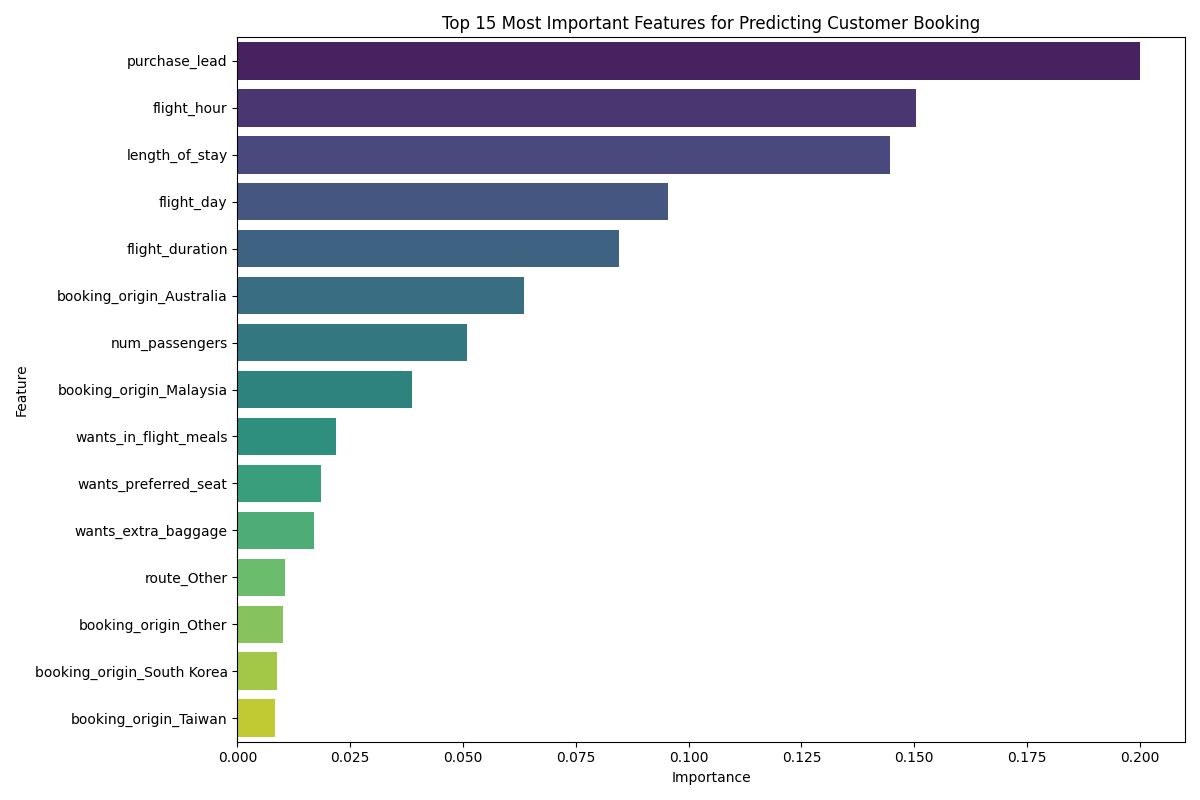 Top 15 Most Important Features for Predicting Customer Booking
Feature
purchase_lead
flight_hour
length_of_stay
flight_day
flight_duration
booking_origin_Australia
num_passengers
booking_origin_Malaysia
wants_in_flight_meals
wants_preferred_seat
wants_extra_baggage
route_Other
booking_origin_Other
booking_origin_South Korea
booking_origin_Taiwan
0.000 0.025 0.050 0.075 0.100 0.125 0.150 0.175 0.200
Importance